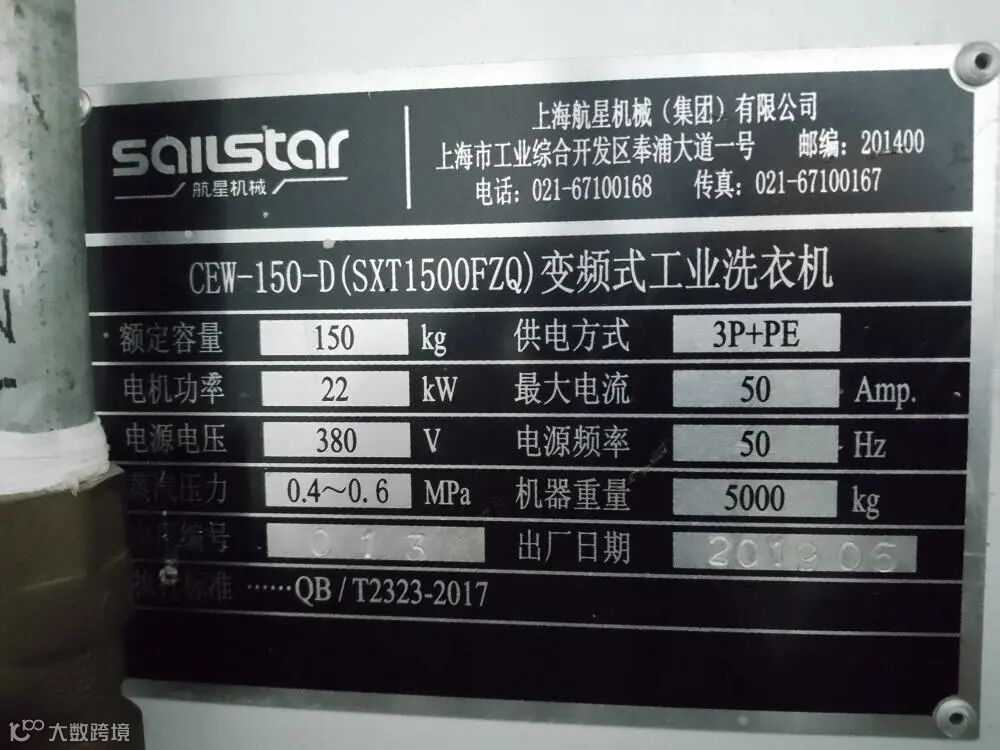 sailstar
航星机械
上海航星机械（集团）有限公司
上海市工业综合开发区奉浦大道一号 邮编：201400
电话：021-67100168 传真：021-67100167
CEW-150-D(SXT1500FZQ)变频式工业洗衣机
额定容量 150 kg 供电方式 3P+PE
电机功率 22 kW 最大电流 50 Amp.
电源电压 380 V 电源频率 50 Hz
蒸汽压力 0.4～0.6 MPa 机器重量 5000 kg
编号 013 出厂日期 2019 05
执行标准 ······QB/T2323-2017
大数跨境